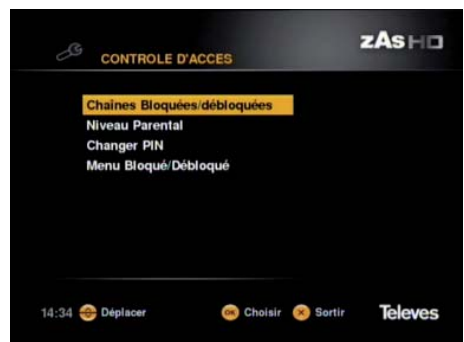 zAs HD
CONTROLE D'ACCES
Chaînes Bloquées/débloquées
Niveau Parental
Changer PIN
Menu Bloqué/Débloqué
14:34 Déplacer OK Choisir Sortir Televes